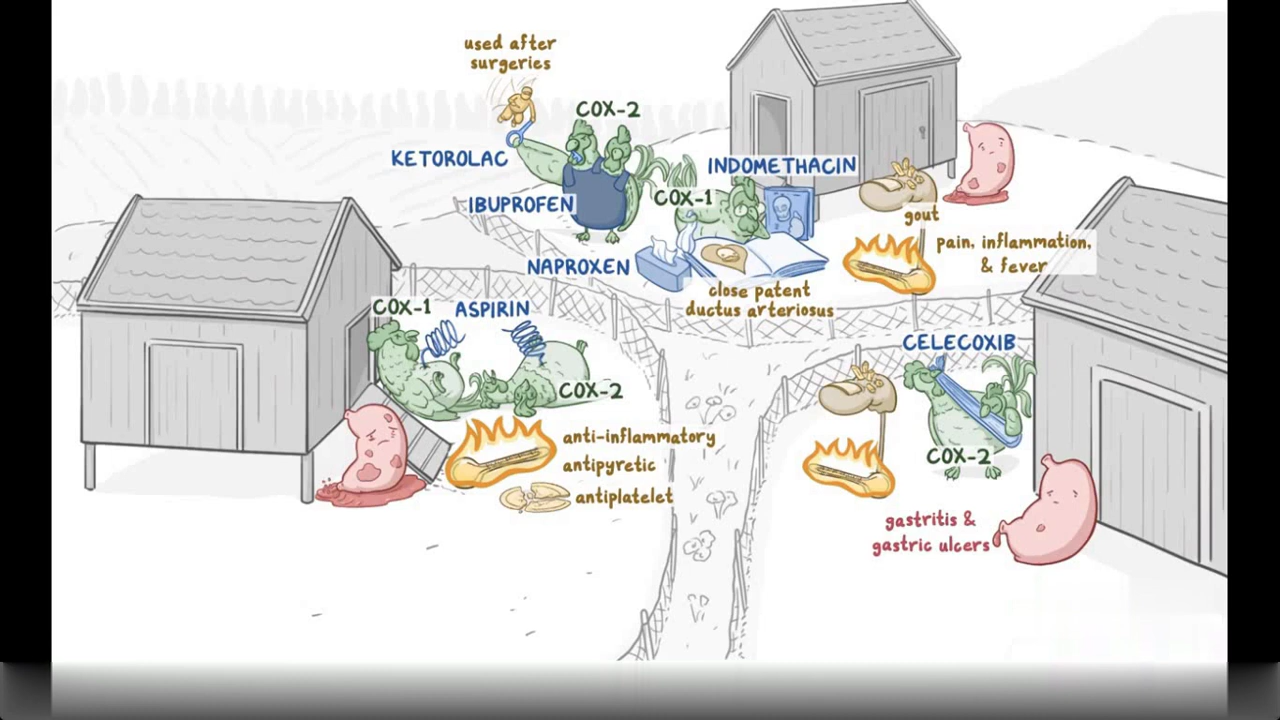 used after
surgeries
COX-2
KETOROLAC
INDOMETHACIN
IBUPROFEN
COX-1
gout
pain, inflammation,
& fever
NAPROXEN
close patent
ductus arteriosus
COX-1
ASPIRIN
COX-2
anti-inflammatory
antipyretic
antiplatelet
CELECOXIB
COX-2
gastritis &
gastric ulcers